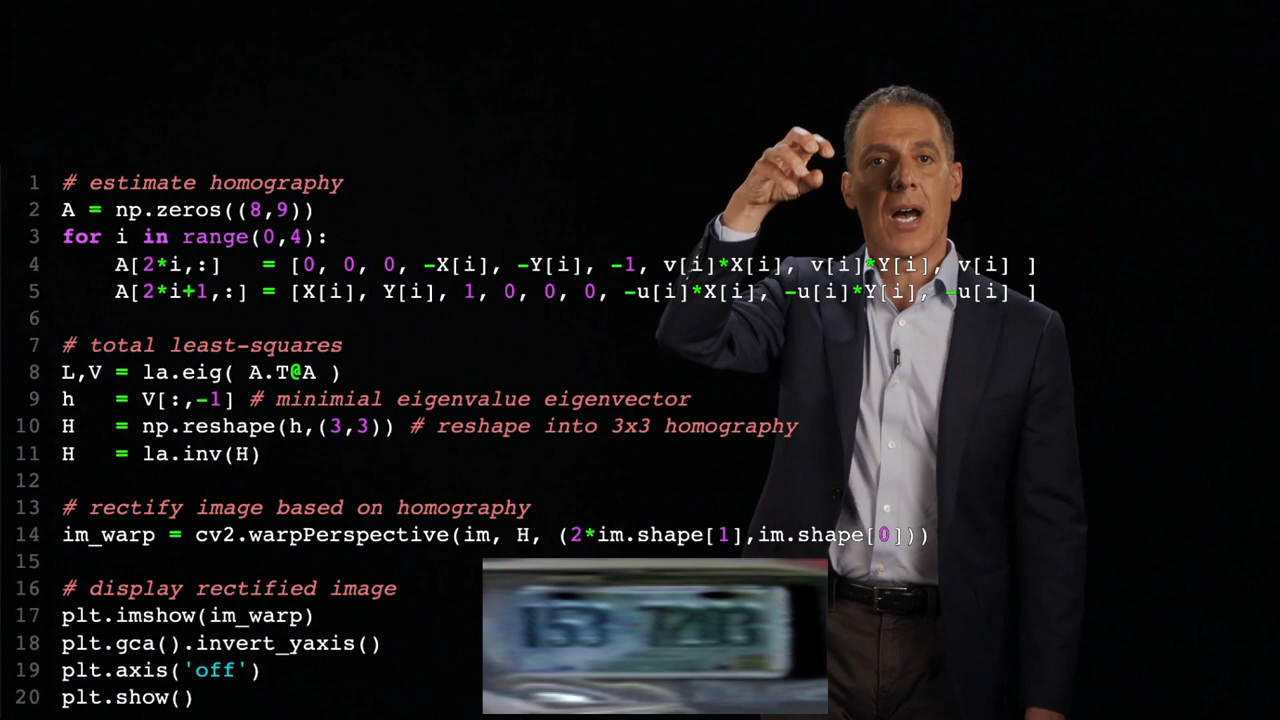 1 # estimate homography
2 A = np.zeros((8,9))
3 for i in range(0,4):
4 A[2*i,:] = [0, 0, 0, -X[i], -Y[i], -1, v[i]*X[i], v[i]*Y[i], v[i] ]
5 A[2*i+1,:] = [X[i], Y[i], 1, 0, 0, 0, -u[i]*X[i], -u[i]*Y[i], -u[i] ]
6
7 # total least-squares
8 L,V = la.eig( A.T@A )
9 h = V[:,-1] # minimial eigenvalue eigenvector
10 H = np.reshape(h,(3,3)) # reshape into 3x3 homography
11 H = la.inv(H)
12
13 # rectify image based on homography
14 im_warp = cv2.warpPerspective(im, H, (2*im.shape[1],im.shape[0]))
15
16 # display rectified image
17 plt.imshow(im_warp)
18 plt.gca().invert_yaxis()
19 plt.axis('off')
20 plt.show()
153